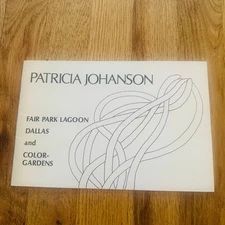 PATRICIA JOHANSON
FAIR PARK LAGOON
DALLAS
and
COLOR-
GARDENS